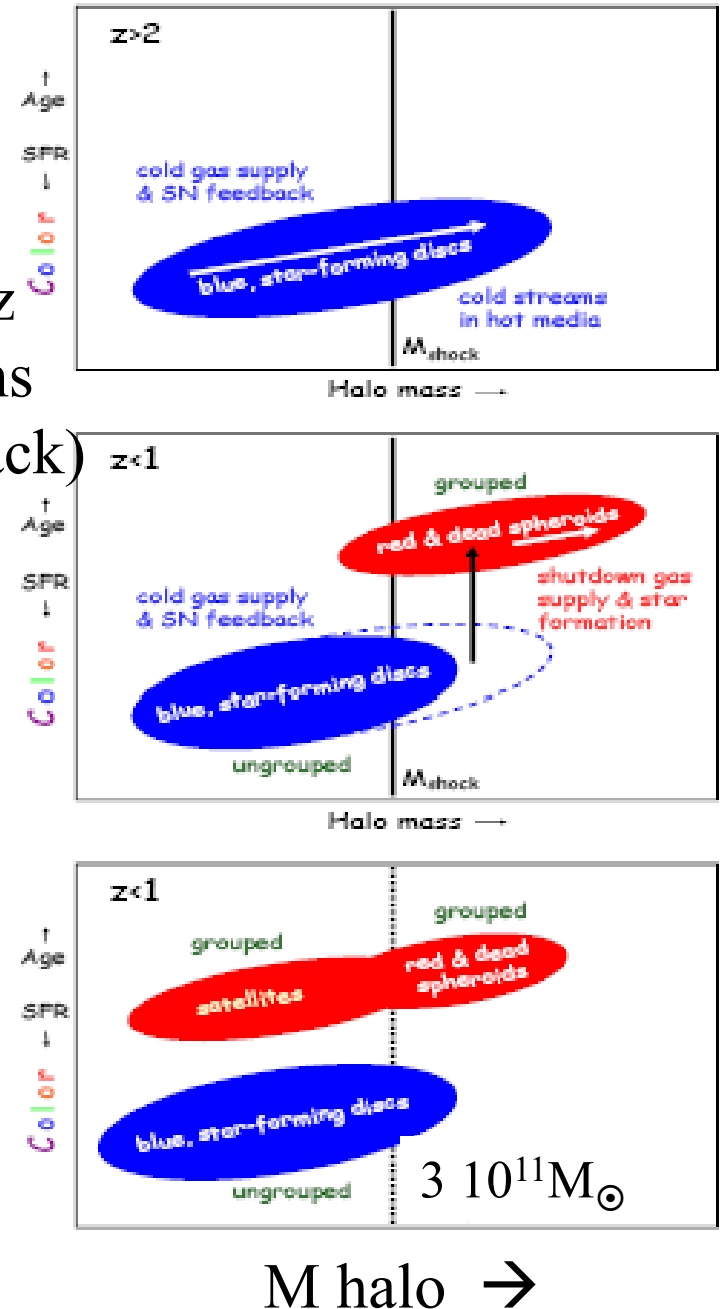 z>2
↑
Age
SFR
↓
Color
cold gas supply
& SN feedback
blue, star-forming discs
cold streams
in hot media
Mshock
Halo mass →
z
ns
ack)
z<1
↑
Age
SFR
↓
Color
grouped
red & dead spheroids
shutdown gas
supply & star
formation
cold gas supply
& SN feedback
blue, star-forming discs
ungrouped
Mshock
Halo mass →
z<1
↑
Age
SFR
↓
Color
grouped
grouped
satellites
red & dead
spheroids
blue, star-forming discs
ungrouped
3 10¹¹M☉
M halo →